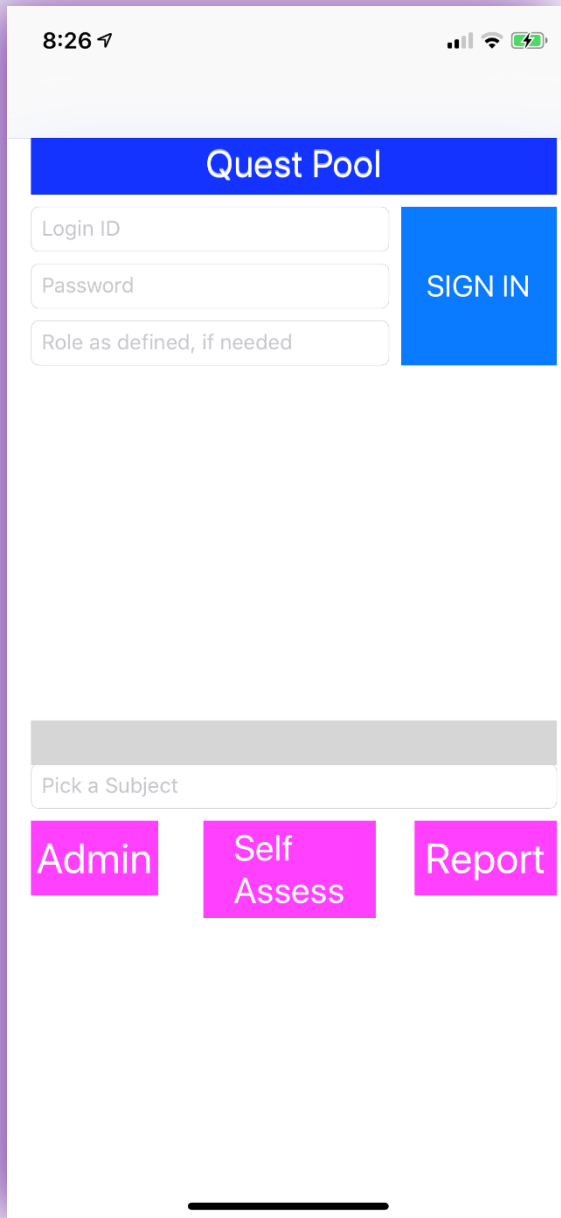 8:26
Quest Pool
Login ID
Password
SIGN IN
Role as defined, if needed
Pick a Subject
Admin
Self
Assess
Report